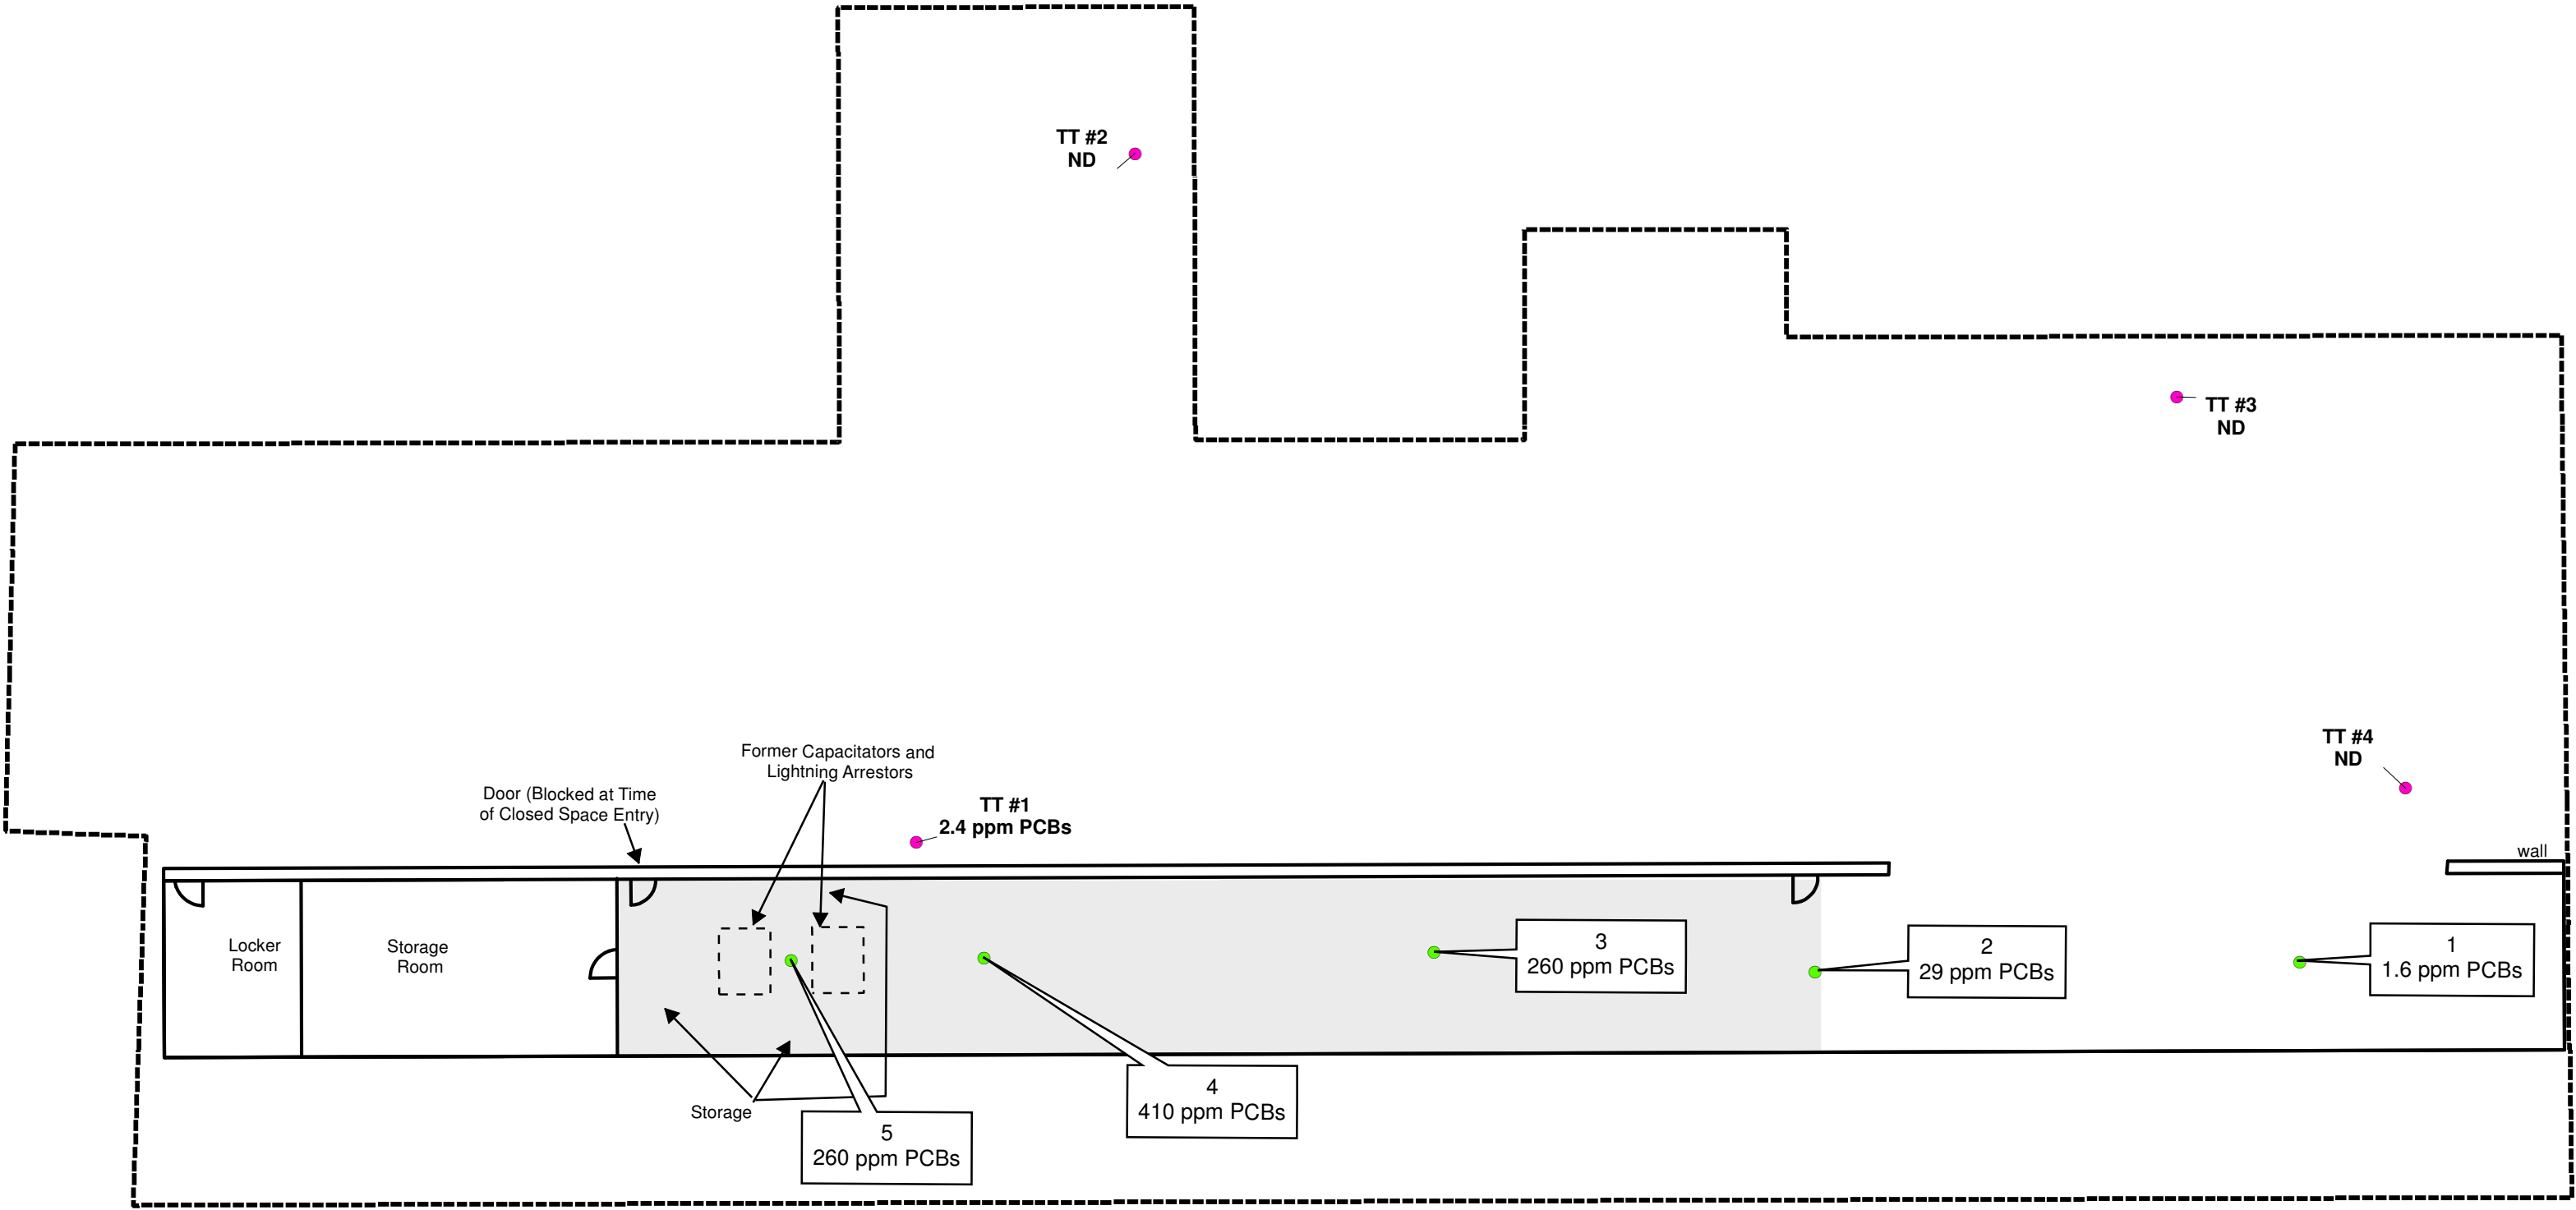 TT #2
ND
TT #3
ND
TT #4
ND
Former Capacitators and
Lightning Arrestors
Door (Blocked at Time
of Closed Space Entry)
TT #1
2.4 ppm PCBs
wall
Locker
Room
Storage
Room
3
260 ppm PCBs
2
29 ppm PCBs
1
1.6 ppm PCBs
Storage
4
410 ppm PCBs
5
260 ppm PCBs